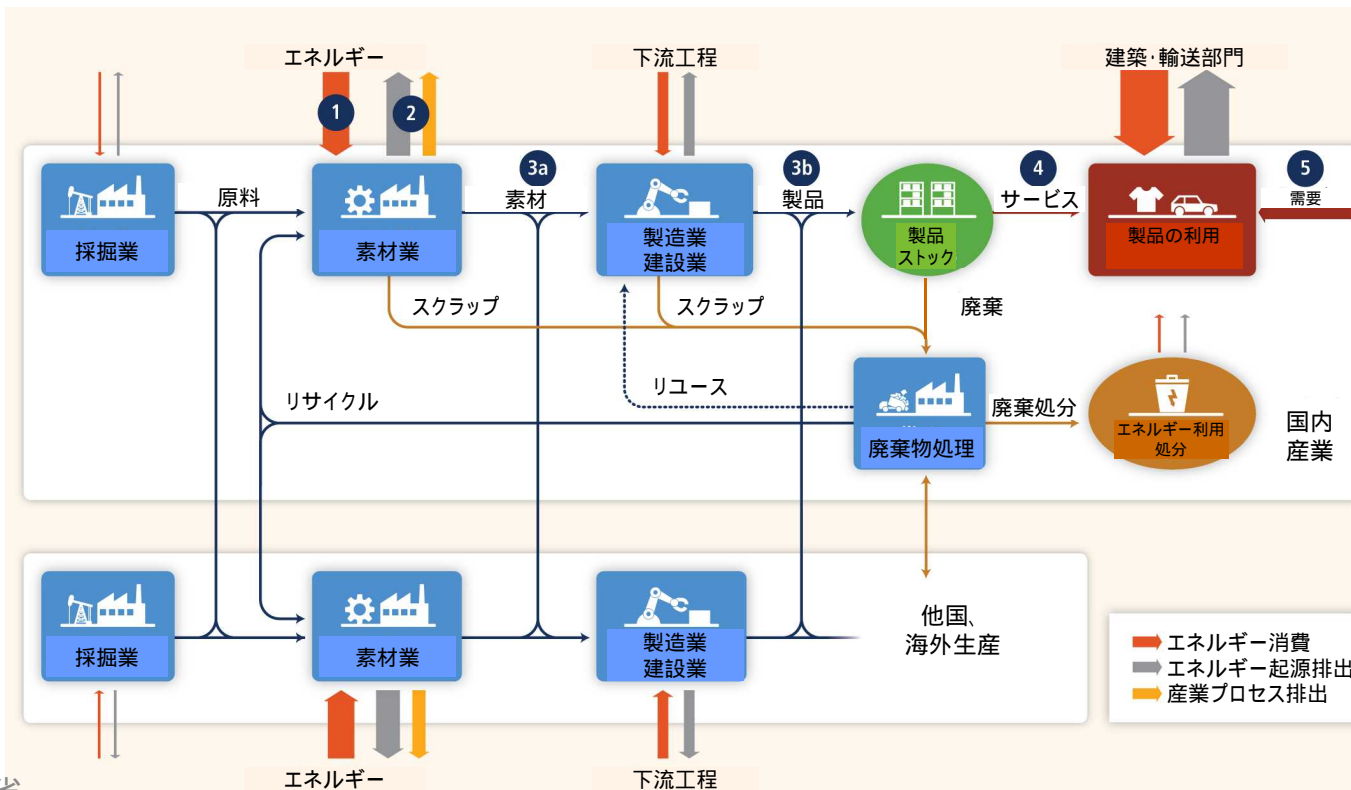 エネルギー
下流工程
建築・輸送部門
1
2
3a
3b
4
5
原料
素材
製品
サービス
需要
採掘業
素材業
製造業
建設業
製品
ストック
製品の利用
スクラップ
スクラップ
廃棄
リサイクル
リユース
廃棄処分
廃棄物処理
エネルギー利用
処分
国内
産業
採掘業
素材業
製造業
建設業
他国、
海外生産
エネルギー消費
エネルギー起源排出
産業プロセス排出
エネルギー
下流工程